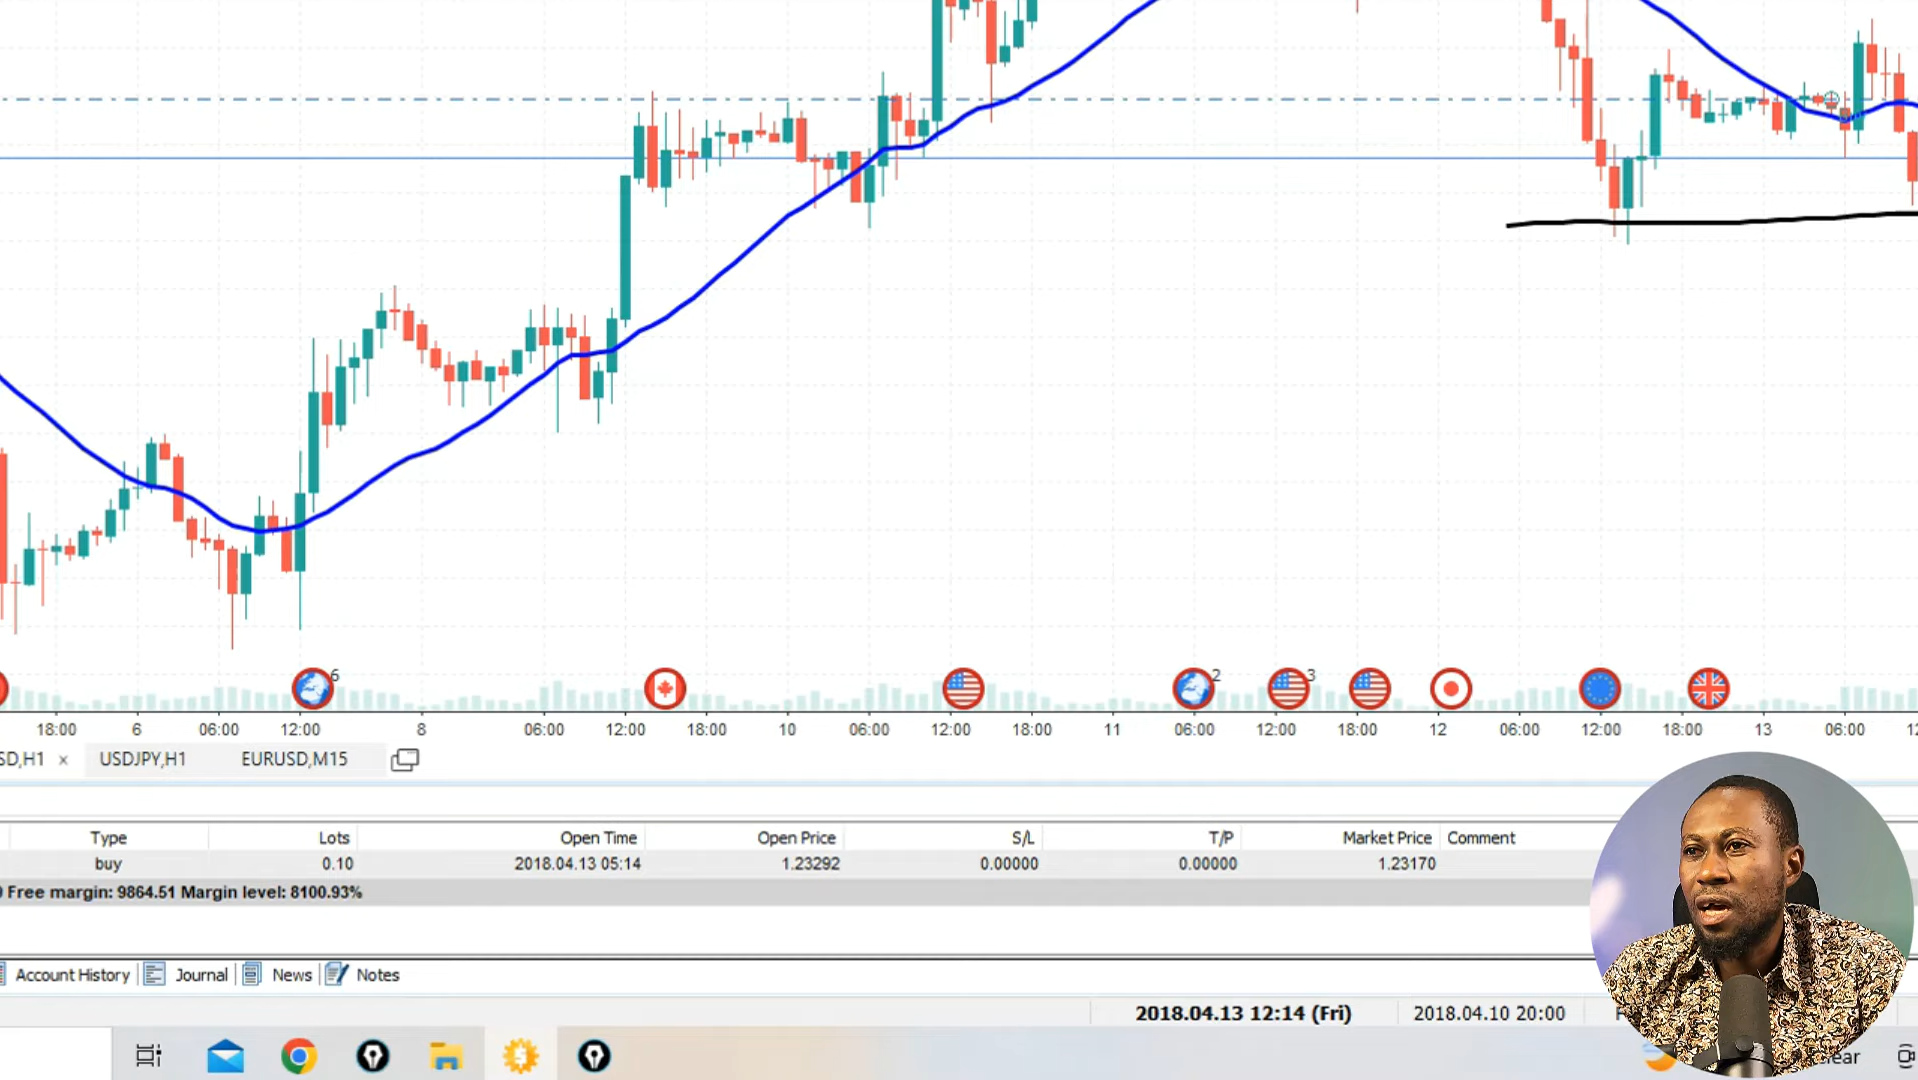 6
2
3
18:00 6 06:00 12:00 8 06:00 12:00 18:00 10 06:00 12:00 18:00 11 06:00 12:00 18:00 12 06:00 12:00 18:00 13 06:00 12
SD,H1 × USDJPY,H1 EURUSD,M15
Type Lots Open Time Open Price S/L T/P Market Price Comment
buy 0.10 2018.04.13 05:14 1.23292 0.00000 0.00000 1.23170
Free margin: 9864.51 Margin level: 8100.93%
Account History Journal News Notes
2018.04.13 12:14 (Fri) 2018.04.10 20:00